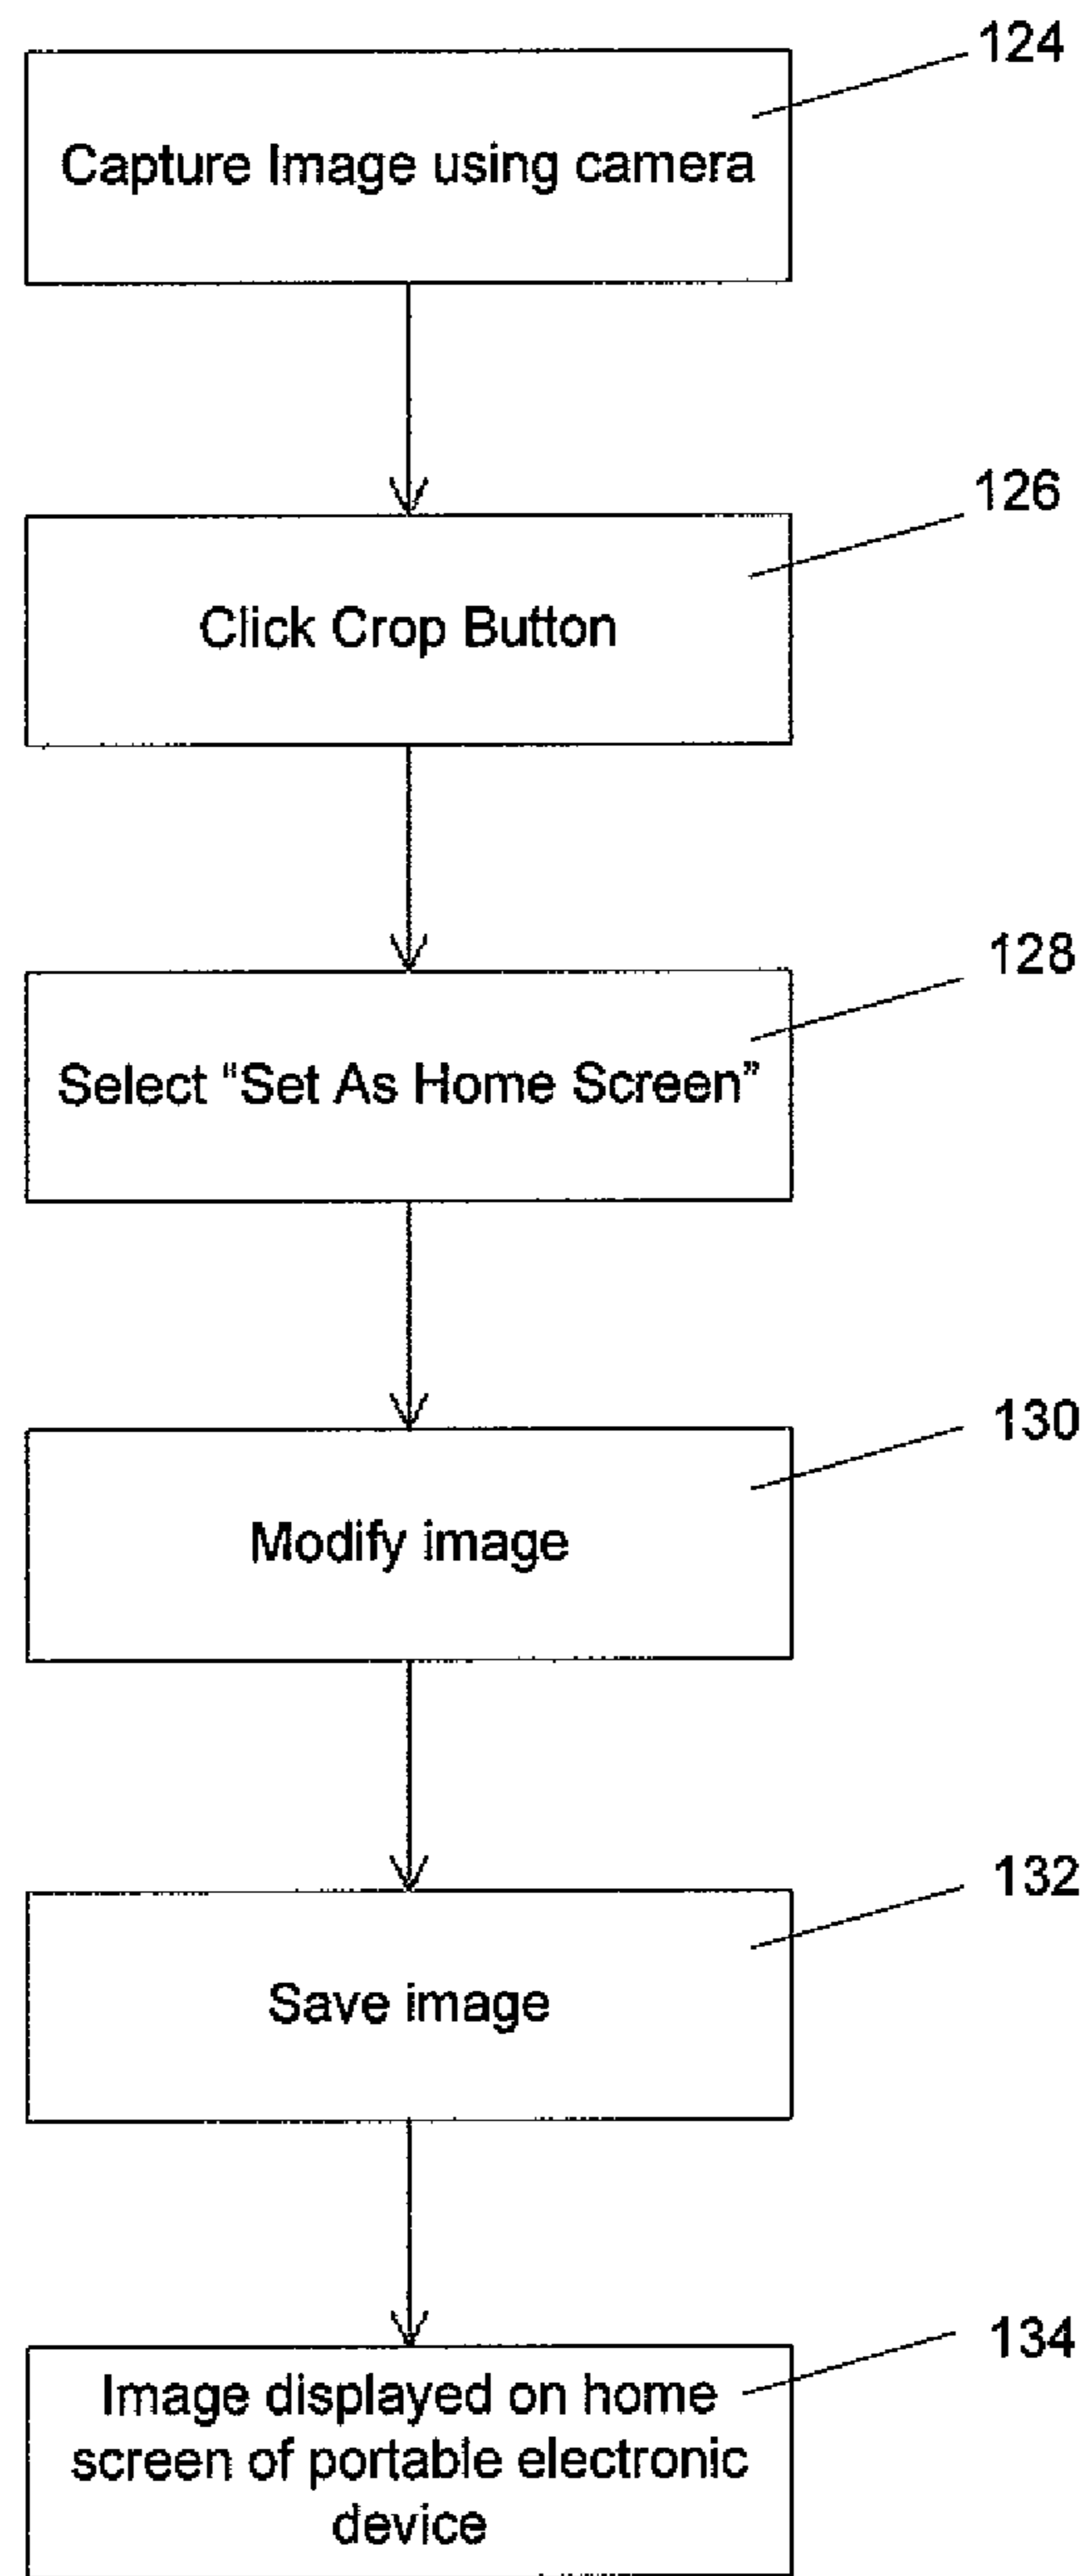 124
Capture Image using camera
126
Click Crop Button
128
Select “Set As Home Screen”
130
Modify image
132
Save image
134
Image displayed on home
screen of portable electronic
device